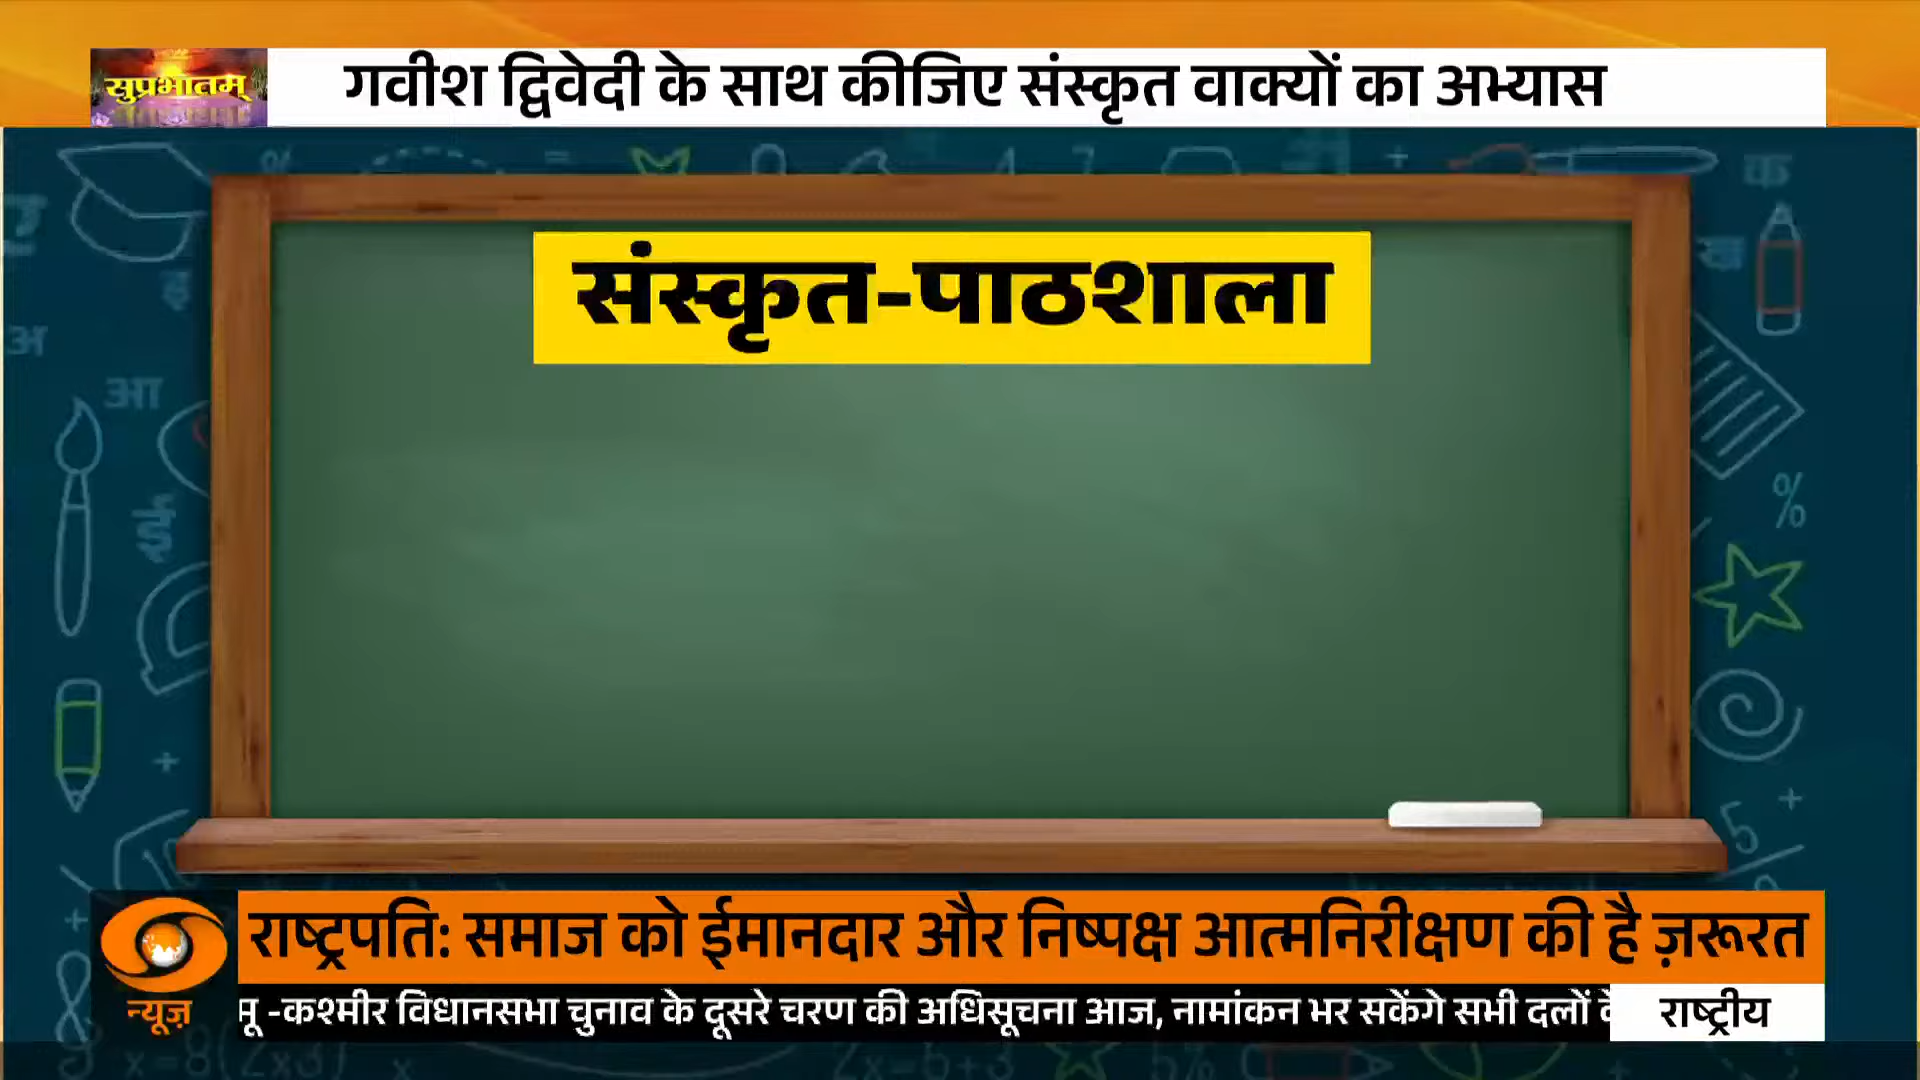 सुप्रभातम्
गवीश द्विवेदी के साथ कीजिए संस्कृत वाक्यों का अभ्यास
संस्कृत-पाठशाला
राष्ट्रपति: समाज को ईमानदार और निष्पक्ष आत्मनिरीक्षण की है ज़रूरत
न्यूज़
-कश्मीर विधानसभा चुनाव के दूसरे चरण की अधिसूचना आज, नामांकन भर सकेंगे सभी दलों
राष्ट्रीय